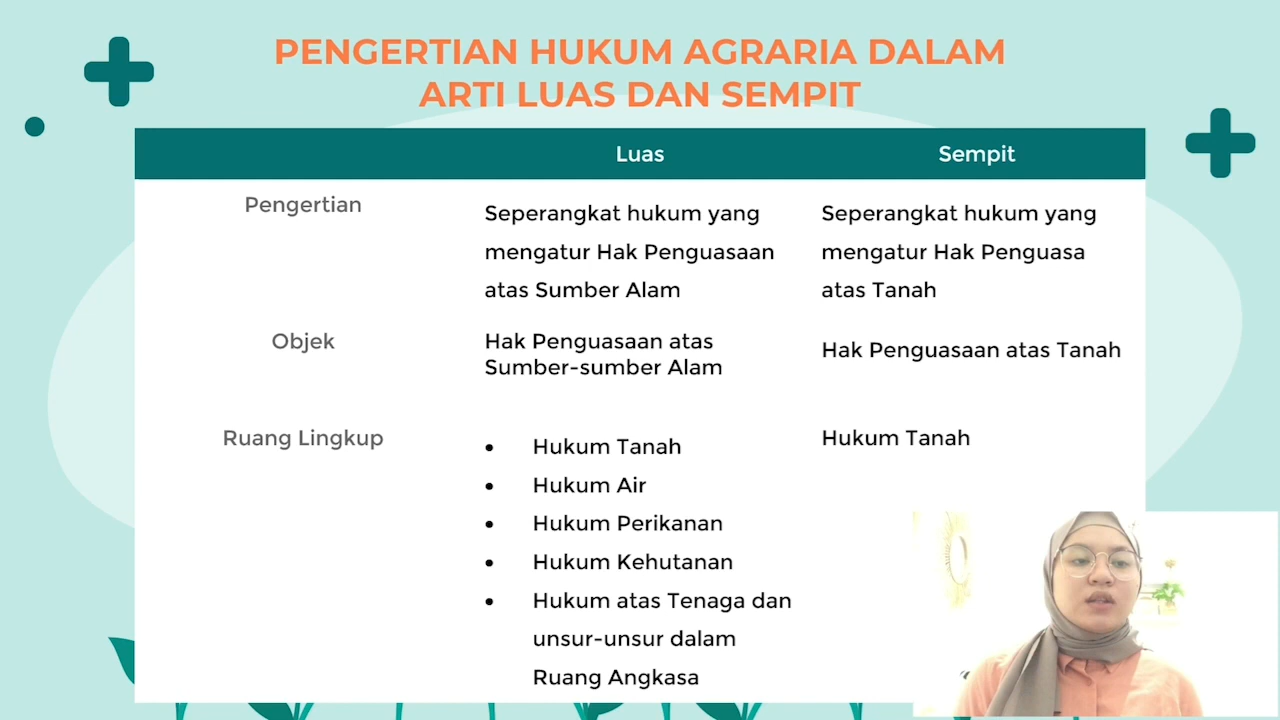 PENGERTIAN HUKUM AGRARIA DALAM
ARTI LUAS DAN SEMPIT
Luas
Sempit
Pengertian
Seperangkat hukum yang
mengatur Hak Penguasaan
atas Sumber Alam
Seperangkat hukum yang
mengatur Hak Penguasa
atas Tanah
Objek
Hak Penguasaan atas
Sumber-sumber Alam
Hak Penguasaan atas Tanah
Ruang Lingkup
• Hukum Tanah
• Hukum Air
• Hukum Perikanan
• Hukum Kehutanan
• Hukum atas Tenaga dan
unsur-unsur dalam
Ruang Angkasa
Hukum Tanah